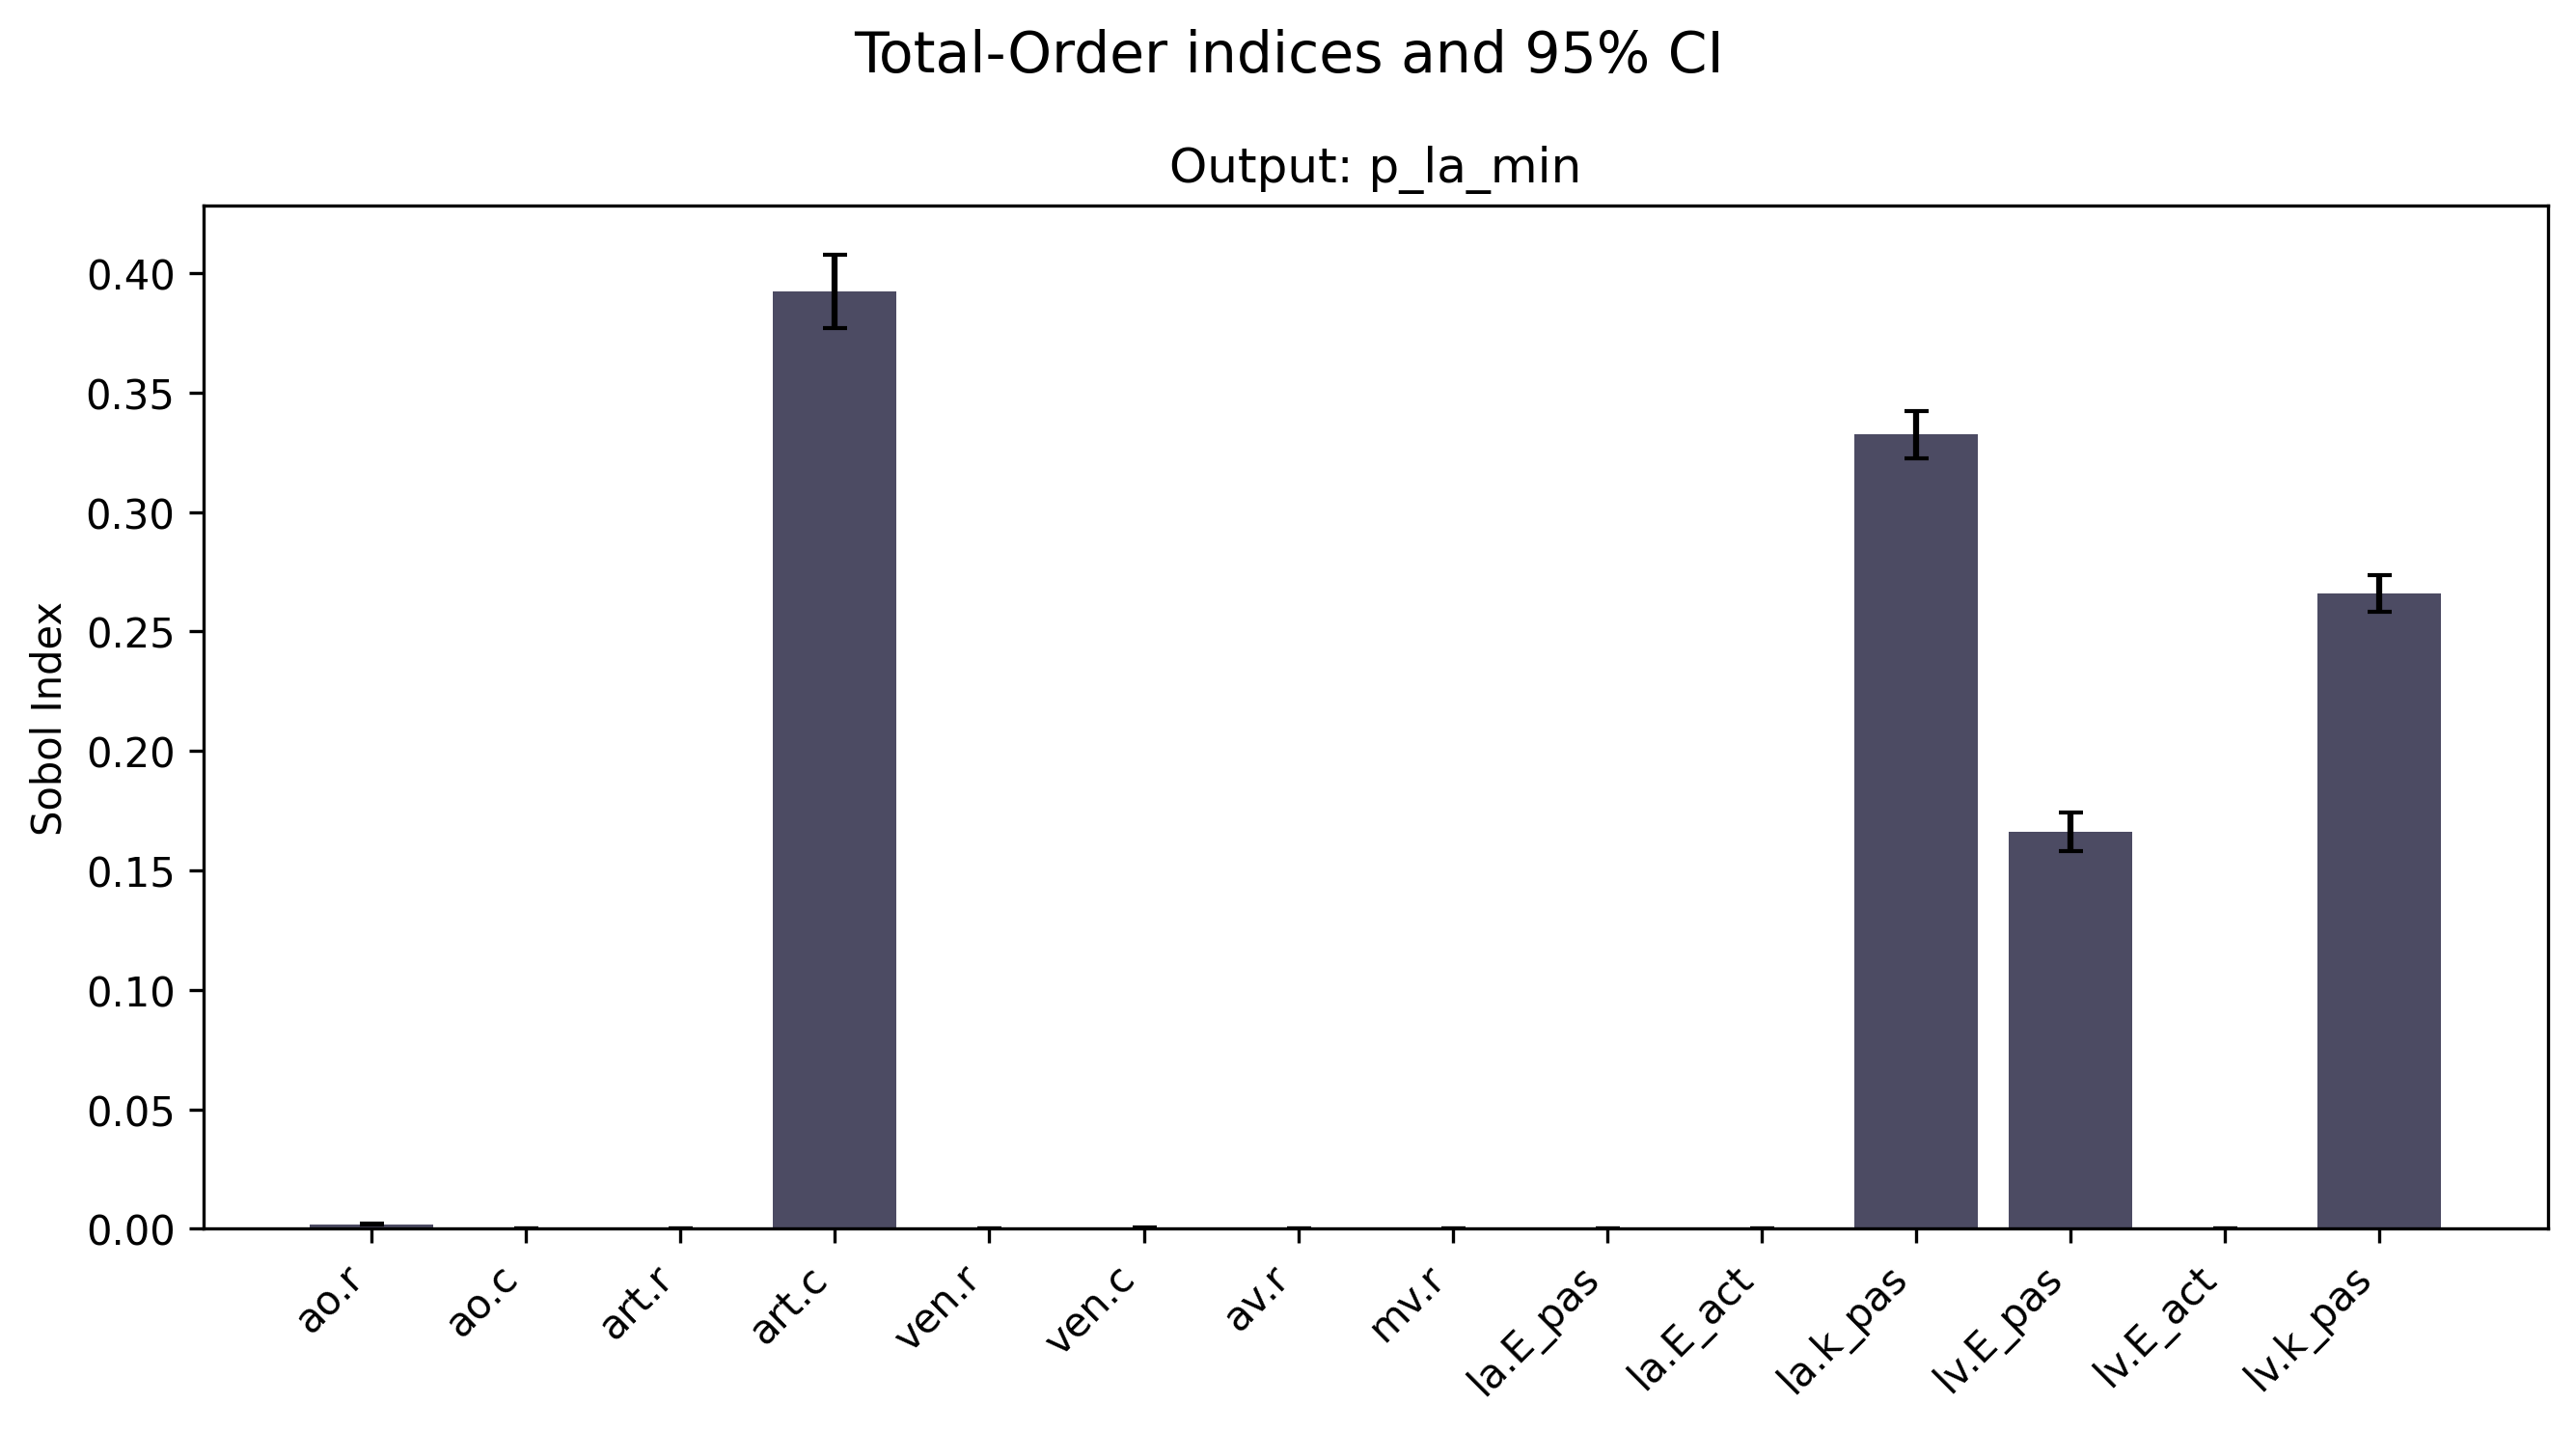 Total-Order indices and 95% CI
Output: p_la_min
Sobol Index
0.40
0.35
0.30
0.25
0.20
0.15
0.10
0.05
0.00
ao.r
ao.c
art.r
art.c
ven.r
ven.c
av.r
mv.r
la.E_pas
la.E_act
la.k_pas
lv.E_pas
lv.E_act
lv.k_pas